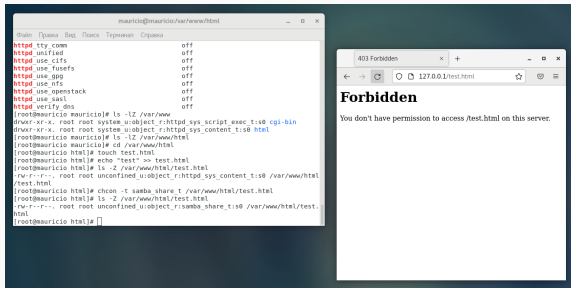 mauricio@mauricio:/var/www/html
Файл Правка Вид Поиск Терминал Справка
httpd_tty_comm off
httpd_unified off
httpd_use_cifs off
httpd_use_fusefs off
httpd_use_gpg off
httpd_use_nfs off
httpd_use_openstack off
httpd_use_sasl off
httpd_verify_dns off
[root@mauricio mauricio]# ls -lZ /var/www
drwxr-xr-x. root root system_u:object_r:httpd_sys_script_exec_t:s0 cgi-bin
drwxr-xr-x. root root system_u:object_r:httpd_sys_content_t:s0 html
[root@mauricio mauricio]# ls -lZ /var/www/html
[root@mauricio mauricio]# cd /var/www/html
[root@mauricio html]# touch test.html
[root@mauricio html]# echo "test" >> test.html
[root@mauricio html]# ls -Z /var/www/html/test.html
-rw-r--r--. root root unconfined_u:object_r:httpd_sys_content_t:s0 /var/www/html
/test.html
[root@mauricio html]# chcon -t samba_share_t /var/www/html/test.html
[root@mauricio html]# ls -Z /var/www/html/test.html
-rw-r--r--. root root unconfined_u:object_r:samba_share_t:s0 /var/www/html/test.
html
[root@mauricio html]#
403 Forbidden
127.0.0.1/test.html
Forbidden
You don't have permission to access /test.html on this server.